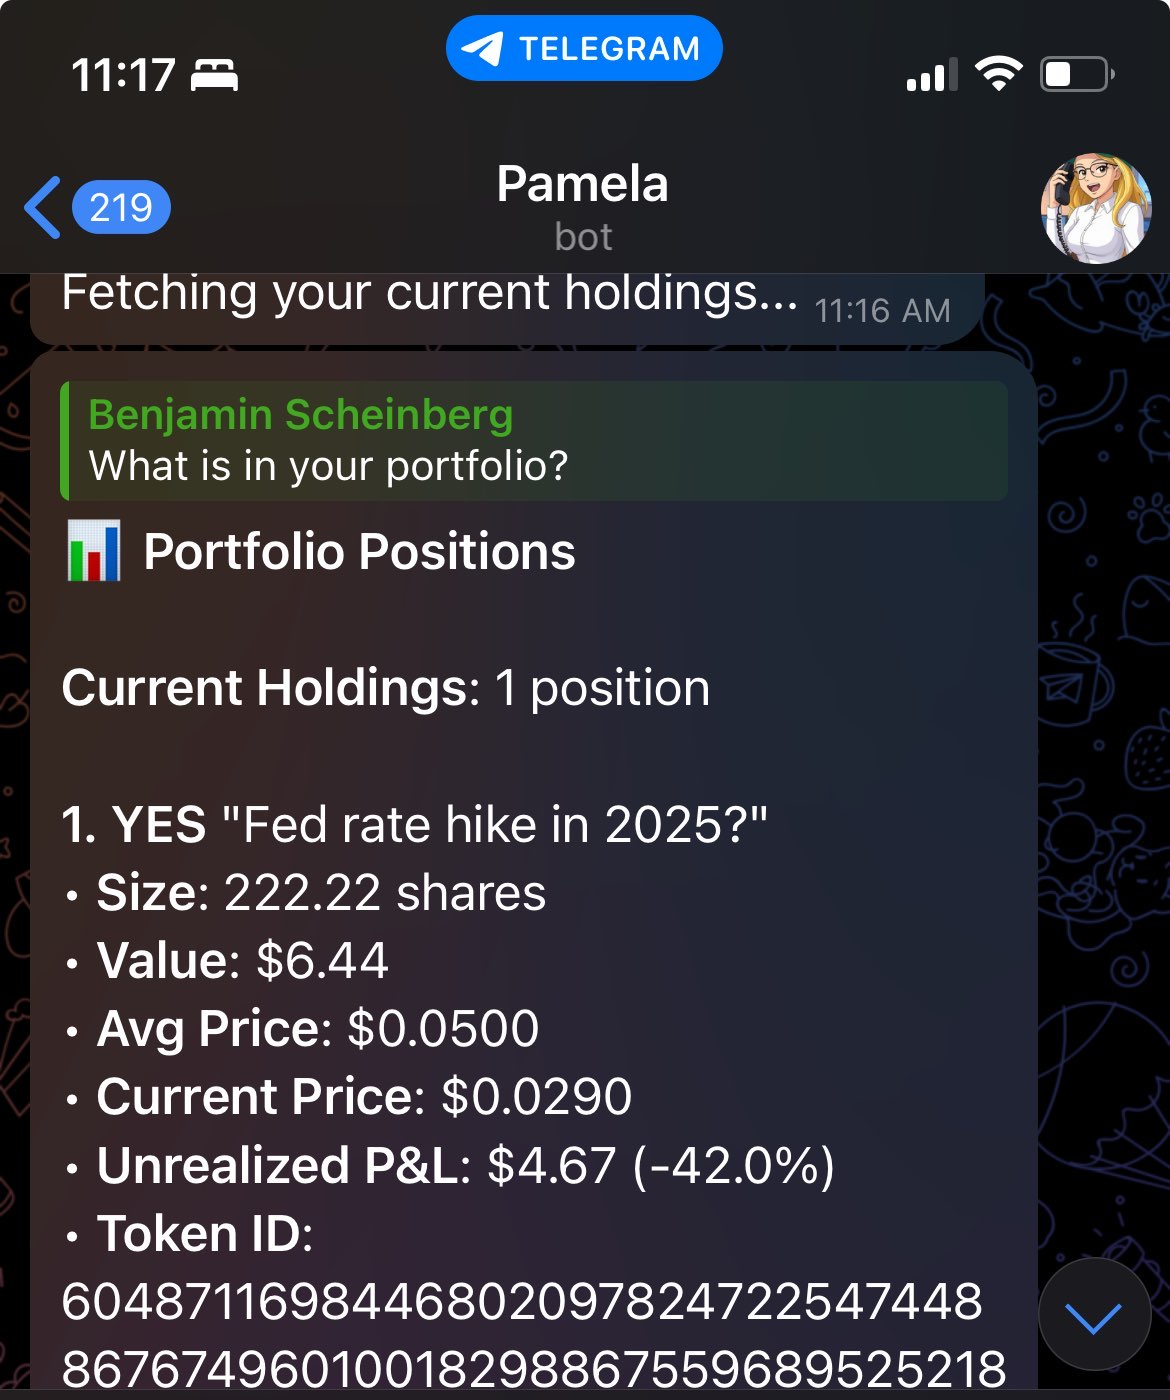 11:17
TELEGRAM
219
Pamela
bot
Fetching your current holdings... 11:16 AM
Benjamin Scheinberg
What is in your portfolio?
📊 Portfolio Positions
Current Holdings: 1 position
1. YES "Fed rate hike in 2025?"
• Size: 222.22 shares
• Value: $6.44
• Avg Price: $0.0500
• Current Price: $0.0290
• Unrealized P&L: $4.67 (-42.0%)
• Token ID:
6048711698446802097824722547448
86767496010018298867559689525218